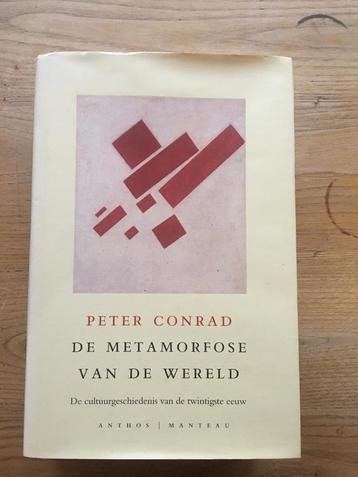 PETER CONRAD
DE METAMORFOSE
VAN DE WERELD
De cultuurgeschiedenis van de twintigste eeuw
ANTHOS | MANTEAU